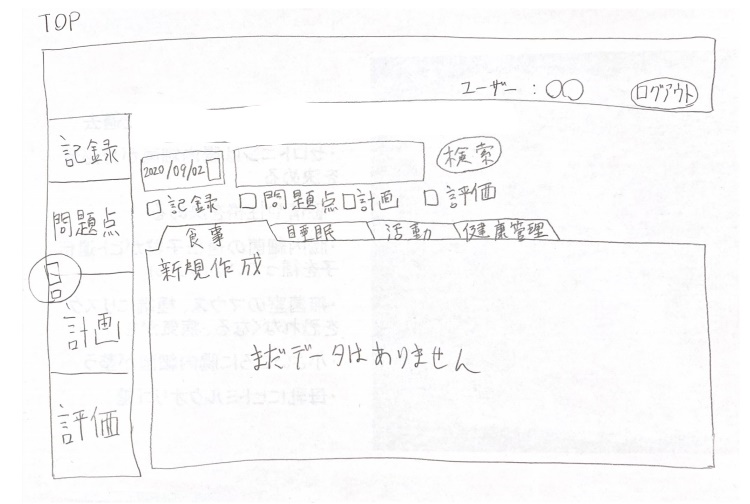 TOP
ユーザー：〇〇
ログアウト
記録
問題点
計画
評価
2020/09/02
検索
記録
問題点
計画
評価
食事
睡眠
活動
健康管理
新規作成
まだデータはありません